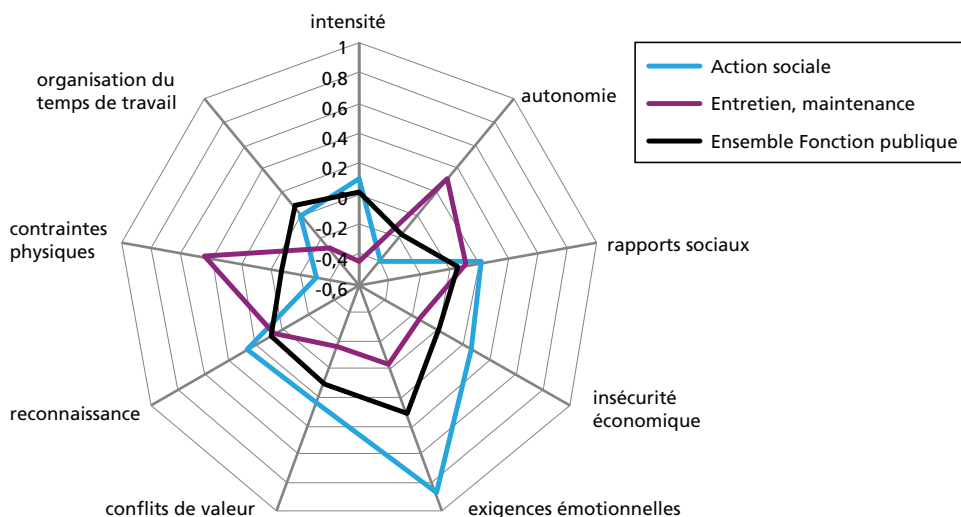 intensité
1
0,8
0,6
0,4
0,2
0
-0,2
-0,4
-0,6
autonomie
rapports sociaux
insécurité
économique
exigences émotionnelles
conflits de valeur
reconnaissance
contraintes
physiques
organisation du
temps de travail
Action sociale
Entretien, maintenance
Ensemble Fonction publique